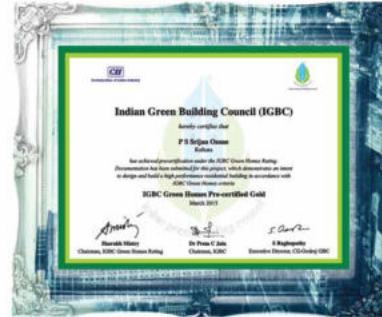 CII
Indian Green Building Council (IGBC)
hereby certifies that
P S Srijan Ozone
Kolkata
has achieved precertification under the IGBC Green Homes Rating.
Documentation has been submitted for this project, which demonstrates an intent
to design and build a high performance residential building in accordance with
IGBC Green Homes criteria
IGBC Green Homes Pre-certified Gold
March 2015
Sourabh Mistry Dr Prem C Jain S Raghupathy
Chairman, IGBC Green Homes Rating Chairman, IGBC Executive Director, CII-Godrej GBC